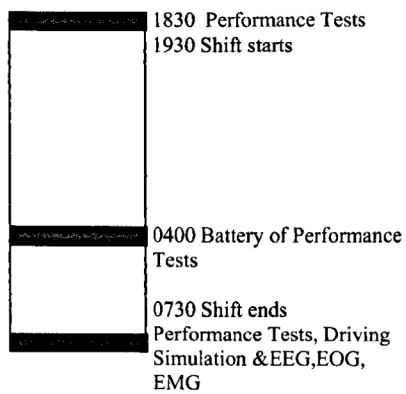 1830 Performance Tests
1930 Shift starts
0400 Battery of Performance
Tests
0730 Shift ends
Performance Tests, Driving
Simulation &EEG,EOG,
EMG